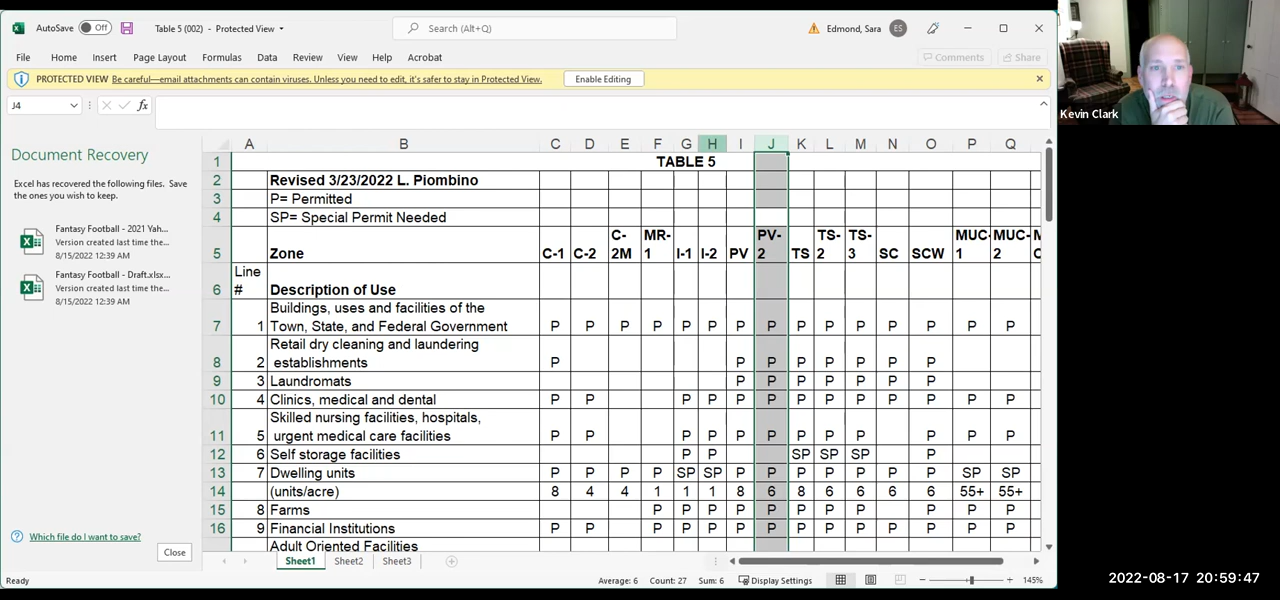 AutoSave Off Table 5 (002) - Protected View Search (Alt+Q) Edmond, Sara ES
File Home Insert Page Layout Formulas Data Review View Help Acrobat Comments Share
PROTECTED VIEW Be careful—email attachments can contain viruses. Unless you need to edit, it's safer to stay in Protected View. Enable Editing
J4 fx
Kevin Clark
Document Recovery
Excel has recovered the following files. Save
the ones you wish to keep.
Fantasy Football - 2021 Yah...
Version created last time the...
8/15/2022 12:39 AM
Fantasy Football - Draft.xlsx...
Version created last time the...
8/15/2022 12:39 AM
Which file do I want to save?
Close
A B C D E F G H I J K L M N O P Q
1 TABLE 5
2 Revised 3/23/2022 L. Piombino
3 P= Permitted
4 SP= Special Permit Needed
C- MR- PV- TS- TS- MUC- MUC- M
5 Zone C-1 C-2 2M 1 I-1 I-2 PV 2 TS 2 3 SC SCW 1 2 C
Line
6 # Description of Use
Buildings, uses and facilities of the
7 1 Town, State, and Federal Government P P P P P P P P P P P P P P P
Retail dry cleaning and laundering
8 2 establishments P P P P P P P P
9 3 Laundromats P P P P P P P
10 4 Clinics, medical and dental P P P P P P P P P P P P P
Skilled nursing facilities, hospitals,
11 5 urgent medical care facilities P P P P P P P P P P P P
12 6 Self storage facilities P P SP SP SP P
13 7 Dwelling units P P P P SP SP P P P P P P P SP SP
14 (units/acre) 8 4 4 1 1 1 8 6 8 6 6 6 6 55+ 55+
15 8 Farms P P P P P P P P P P P P
16 9 Financial Institutions P P P P P P P P P P P P P P
Adult Oriented Facilities
Sheet1 Sheet2 Sheet3
Ready Average: 6 Count: 27 Sum: 6 Display Settings 145%
2022-08-17 20:59:47